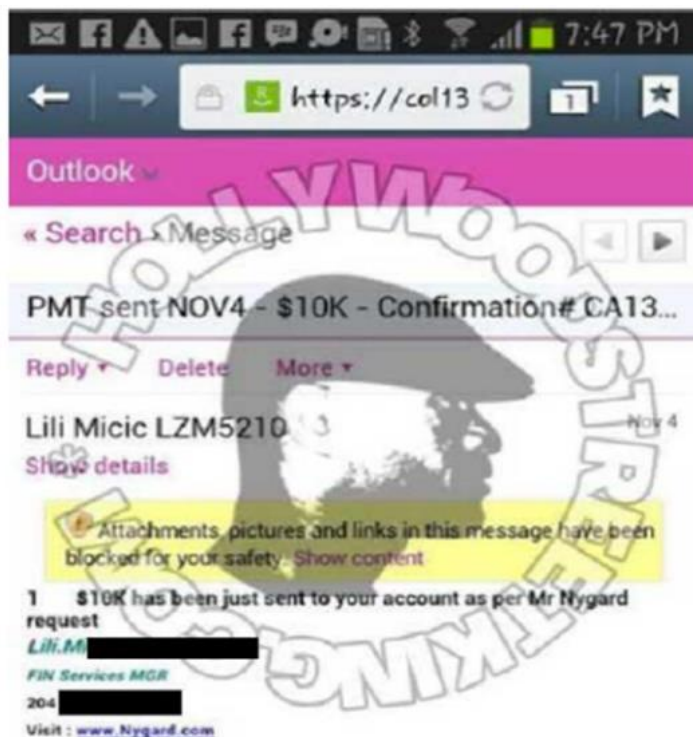 7:47 PM
https://col13
1
Outlook
« Search › Message
PMT sent NOV4 - $10K - Confirmation# CA13...
Reply Delete More
Lili Micic LZM5210
Nov 4
Show details
Attachments, pictures and links in this message have been
blocked for your safety. Show content
1 $10K has been just sent to your account as per Mr Nygard
request
Lili.Mi
FIN Services MGR
204
Visit : www.Nygard.com
HOLLYWOODSTREETKING.COM